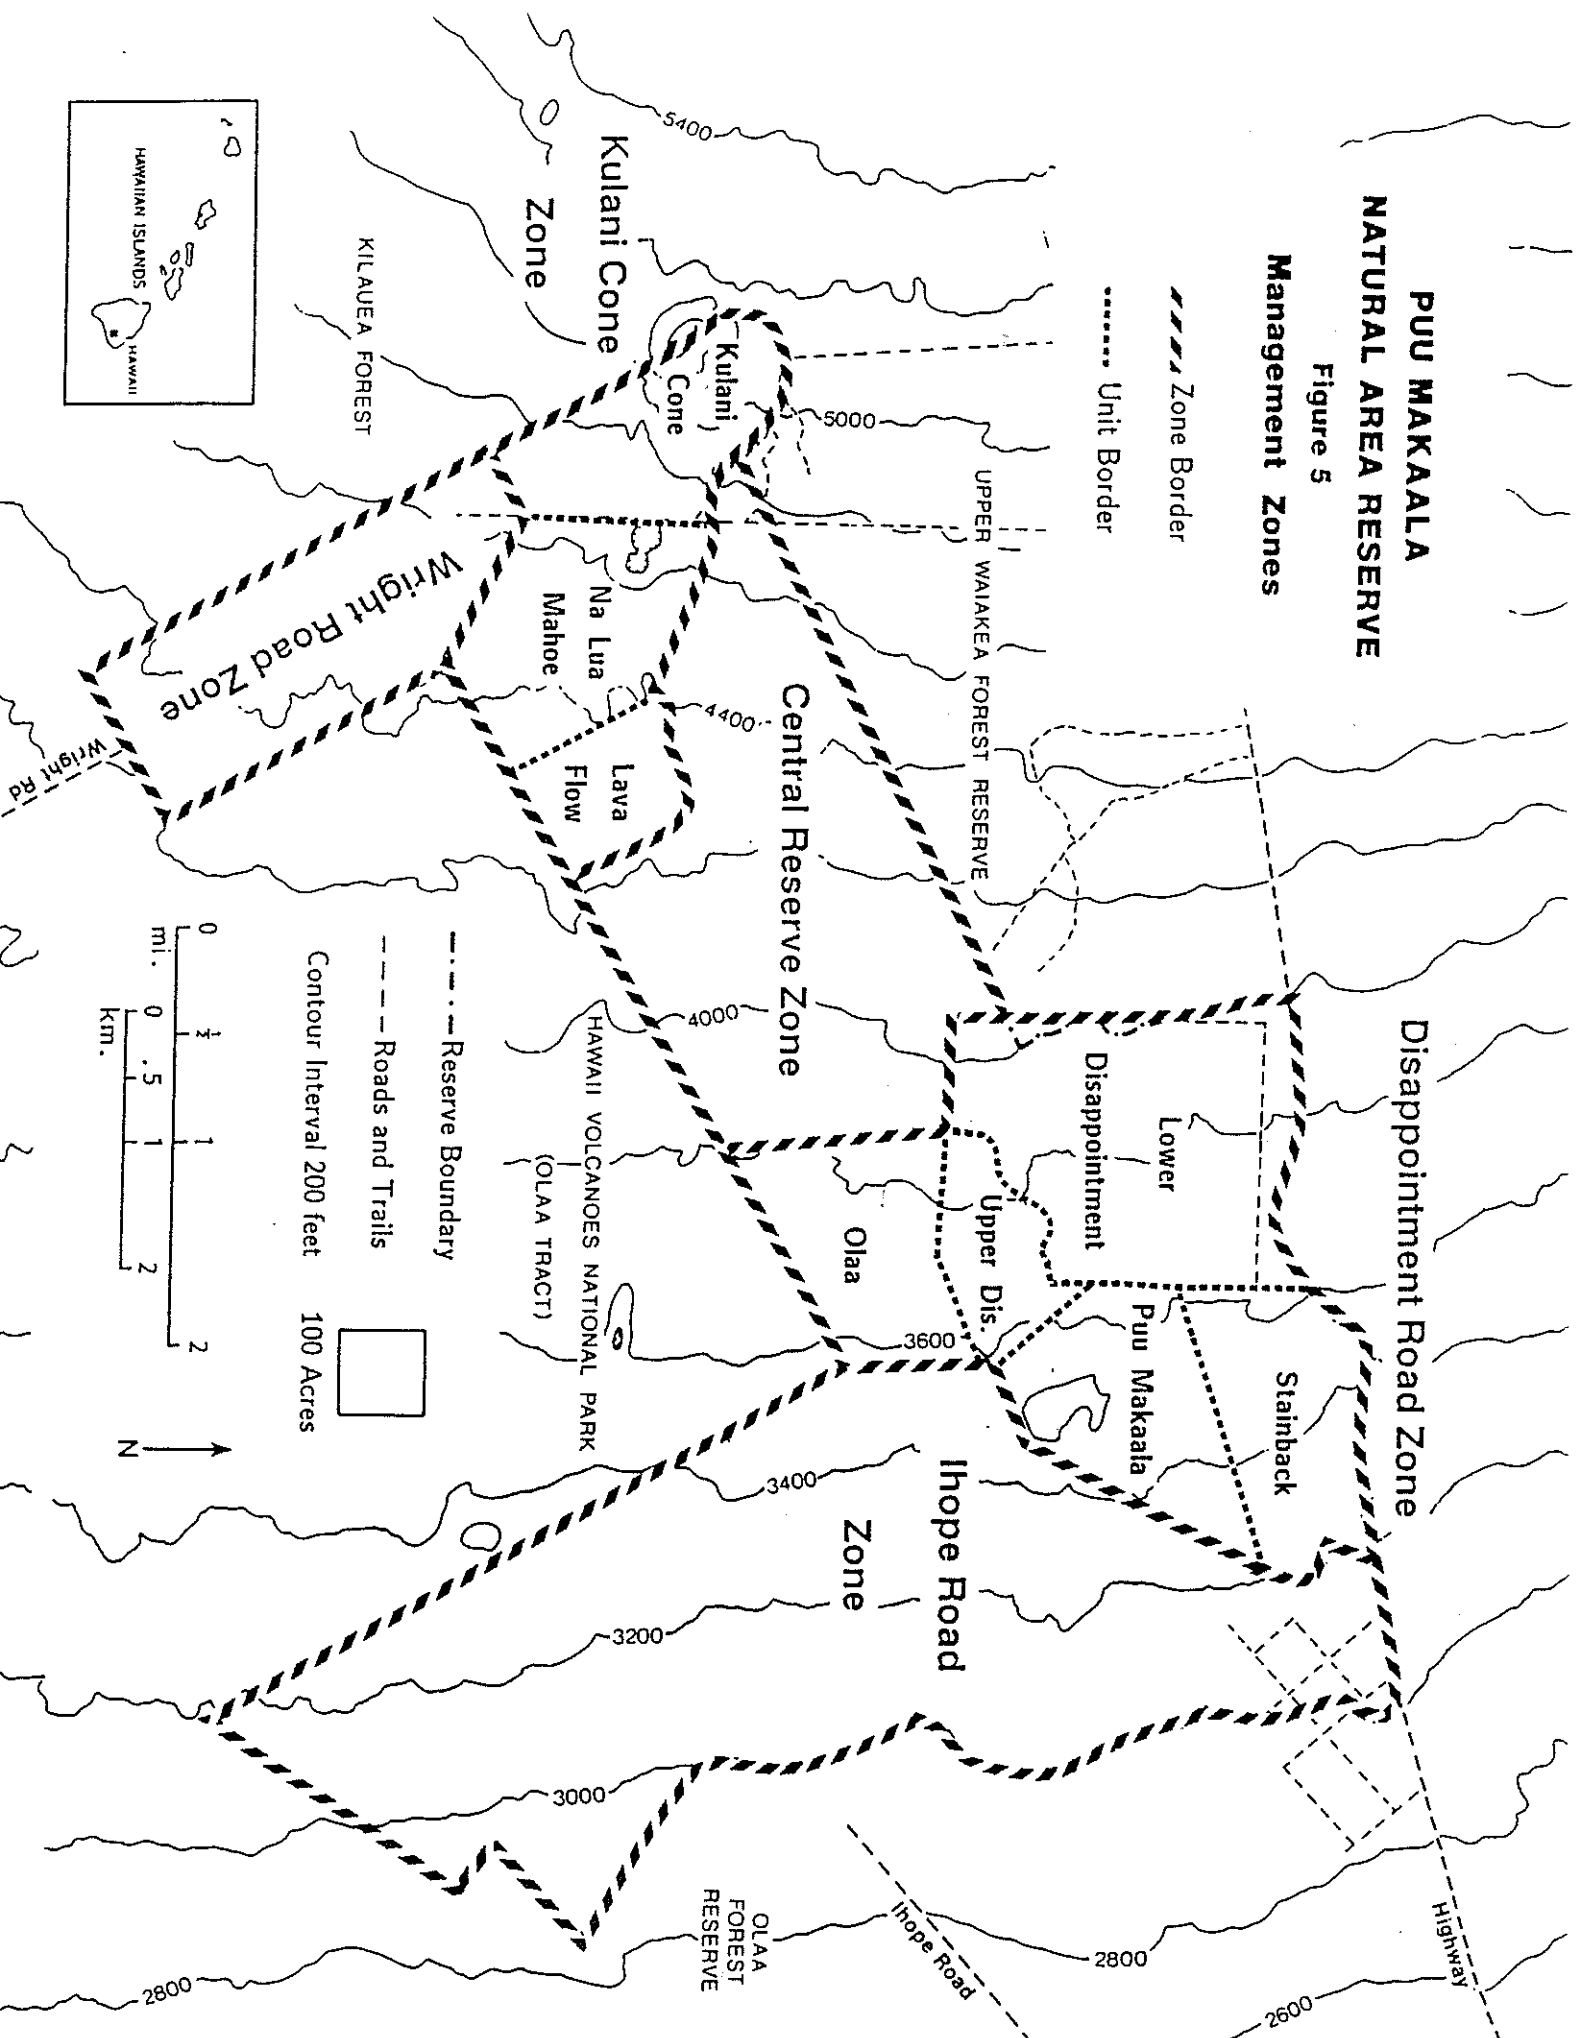 PUU MAKAALA
NATURAL AREA RESERVE
Figure 5
Management Zones
Zone Border
Unit Border
5400
5000
4400
4000
3600
3400
3200
3000
2800
2800
2600
Kulani Cone
Zone
Kulani
Cone
KILAUEA FOREST
UPPER WAIAKEA FOREST RESERVE
Wright Road Zone
Wright Rd
Na Lua
Mahoe
Lava
Flow
Central Reserve Zone
Disappointment Road Zone
Lower
Disappointment
Upper Dis.
Olaa
Puu Makaala
Stainback
Ihope Road
Zone
HAWAII VOLCANOES NATIONAL PARK
(OLAA TRACT)
OLAA
FOREST
RESERVE
Ihope Road
Highway
Reserve Boundary
Roads and Trails
Contour Interval 200 feet
100 Acres
0 ½ 1 2
mi.
0 .5 1 2
km.
N
HAWAIIAN ISLANDS
HAWAII